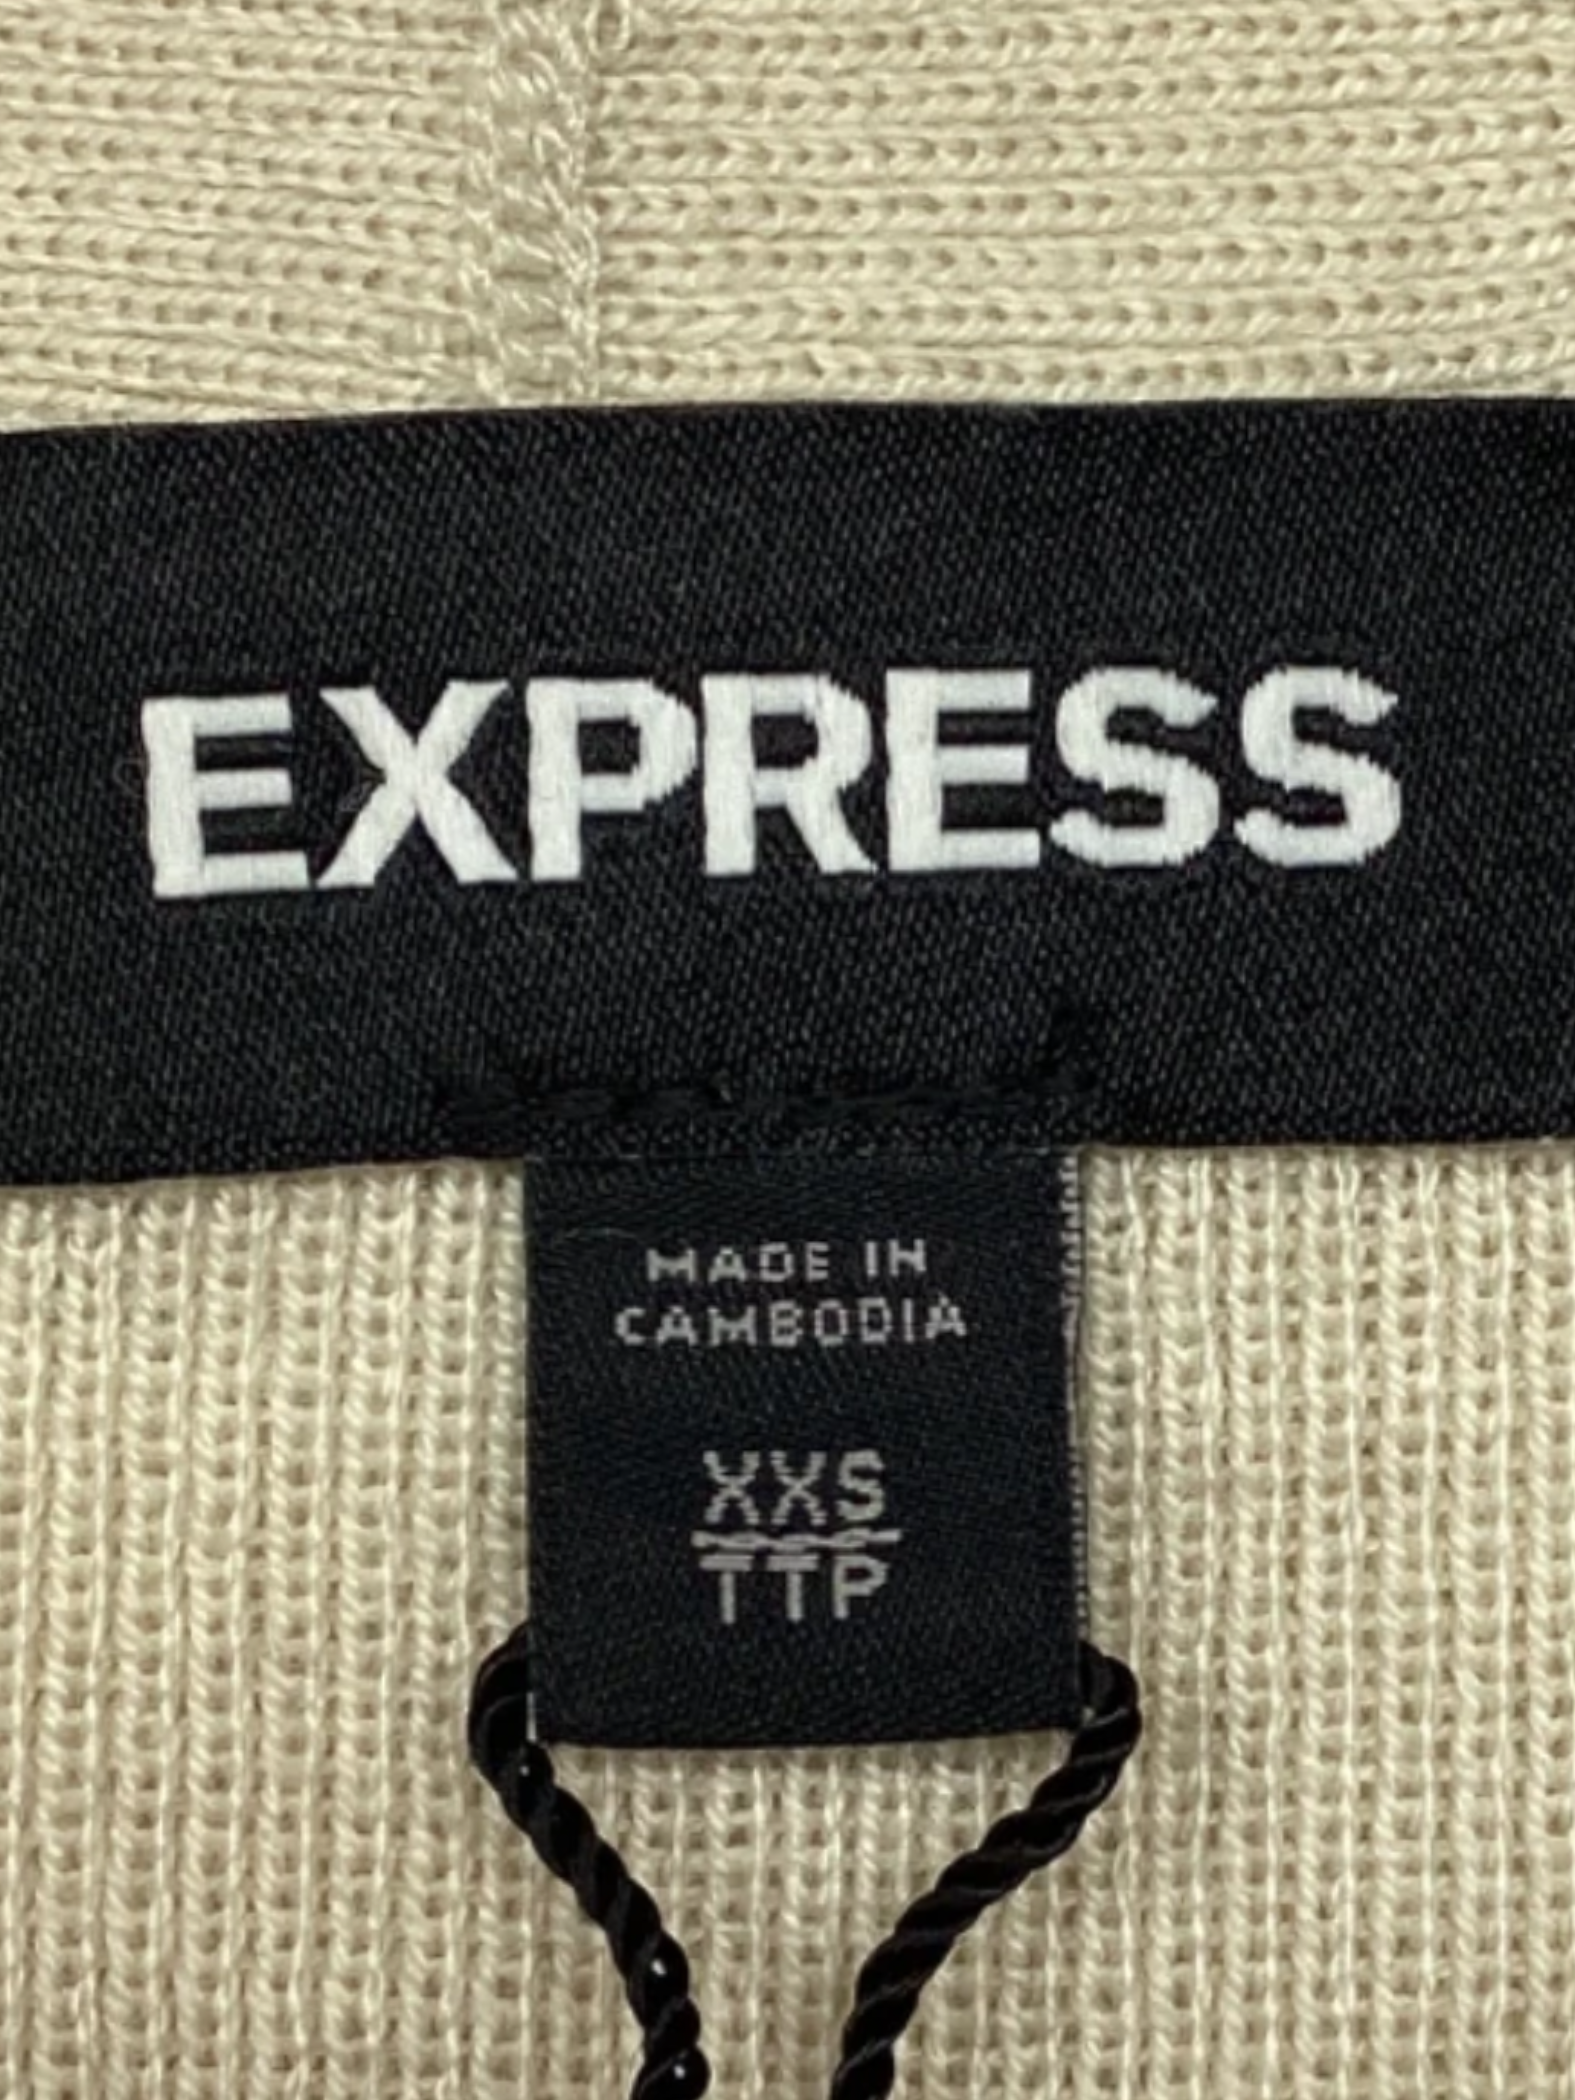 EXPRESS
MADE IN
CAMBODIA
XXS
TTP